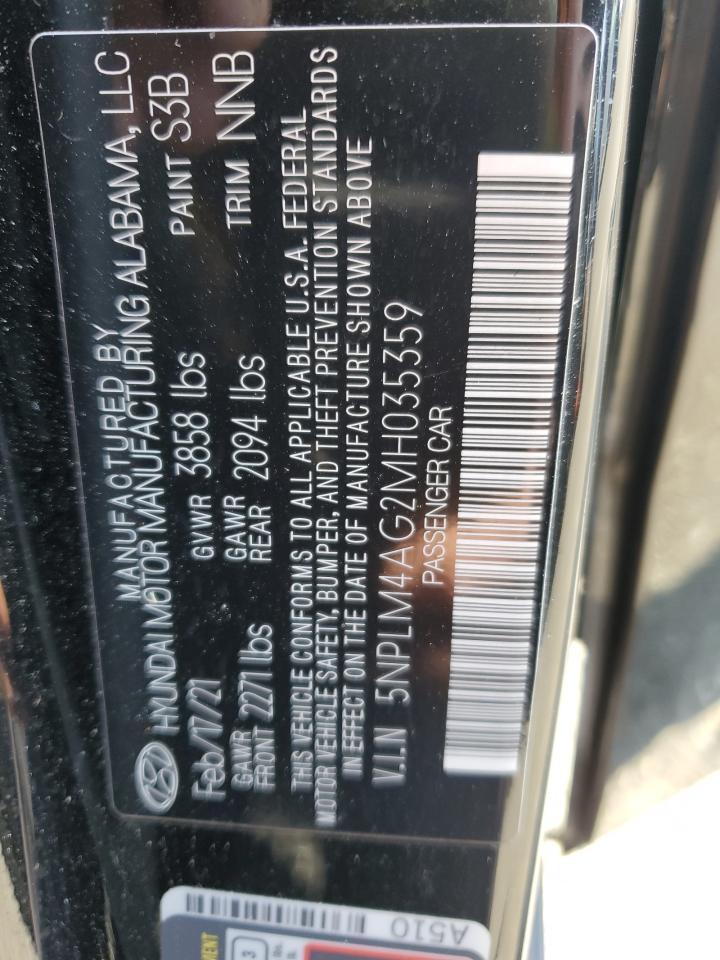 MANUFACTURED BY
HYUNDAI MOTOR MANUFACTURING ALABAMA, LLC
Feb/17/21 GVWR 3858 lbs PAINT S3B
GAWR FRONT 2271 lbs GAWR REAR 2094 lbs TRIM NNB
THIS VEHICLE CONFORMS TO ALL APPLICABLE U.S.A. FEDERAL
MOTOR VEHICLE SAFETY, BUMPER, AND THEFT PREVENTION STANDARDS
IN EFFECT ON THE DATE OF MANUFACTURE SHOWN ABOVE
V.I.N 5NPLM4AG2MH035359
PASSENGER CAR
A510
3